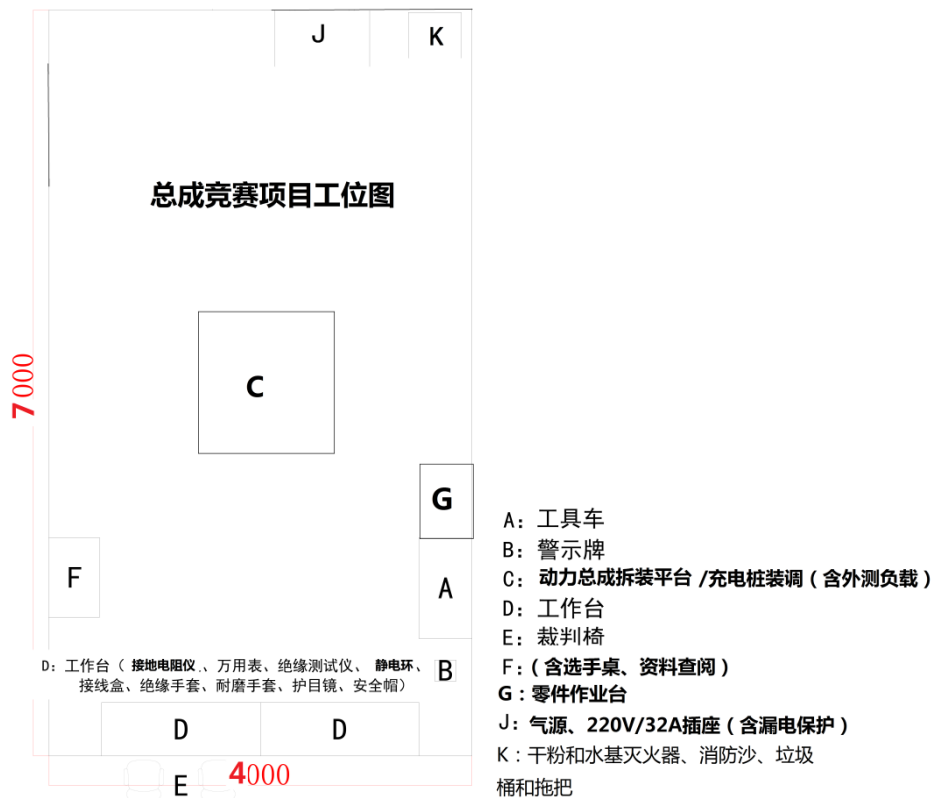 J
K
总成竞赛项目工位图
7000
C
G
F
A
D: 工作台（ 接地电阻仪 、万用表、绝缘测试仪、 静电环、
接线盒、绝缘手套、耐磨手套、护目镜、安全帽）
B
D
D
E
4000
A: 工具车
B: 警示牌
C: 动力总成拆装平台 /充电桩装调（含外测负载）
D: 工作台
E: 裁判椅
F:（含选手桌、资料查阅）
G：零件作业台
J: 气源、220V/32A插座（含漏电保护）
K：干粉和水基灭火器、消防沙、垃圾
桶和拖把